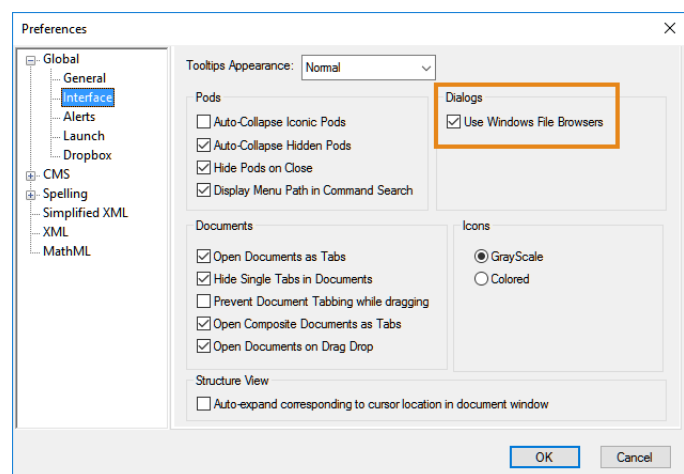 Preferences
Global
General
Interface
Alerts
Launch
Dropbox
CMS
Spelling
Simplified XML
XML
MathML
Tooltips Appearance: Normal
Pods
Auto-Collapse Iconic Pods
Auto-Collapse Hidden Pods
Hide Pods on Close
Display Menu Path in Command Search
Dialogs
Use Windows File Browsers
Documents
Open Documents as Tabs
Hide Single Tabs in Documents
Prevent Document Tabbing while dragging
Open Composite Documents as Tabs
Open Documents on Drag Drop
Icons
GrayScale
Colored
Structure View
Auto-expand corresponding to cursor location in document window
OK Cancel